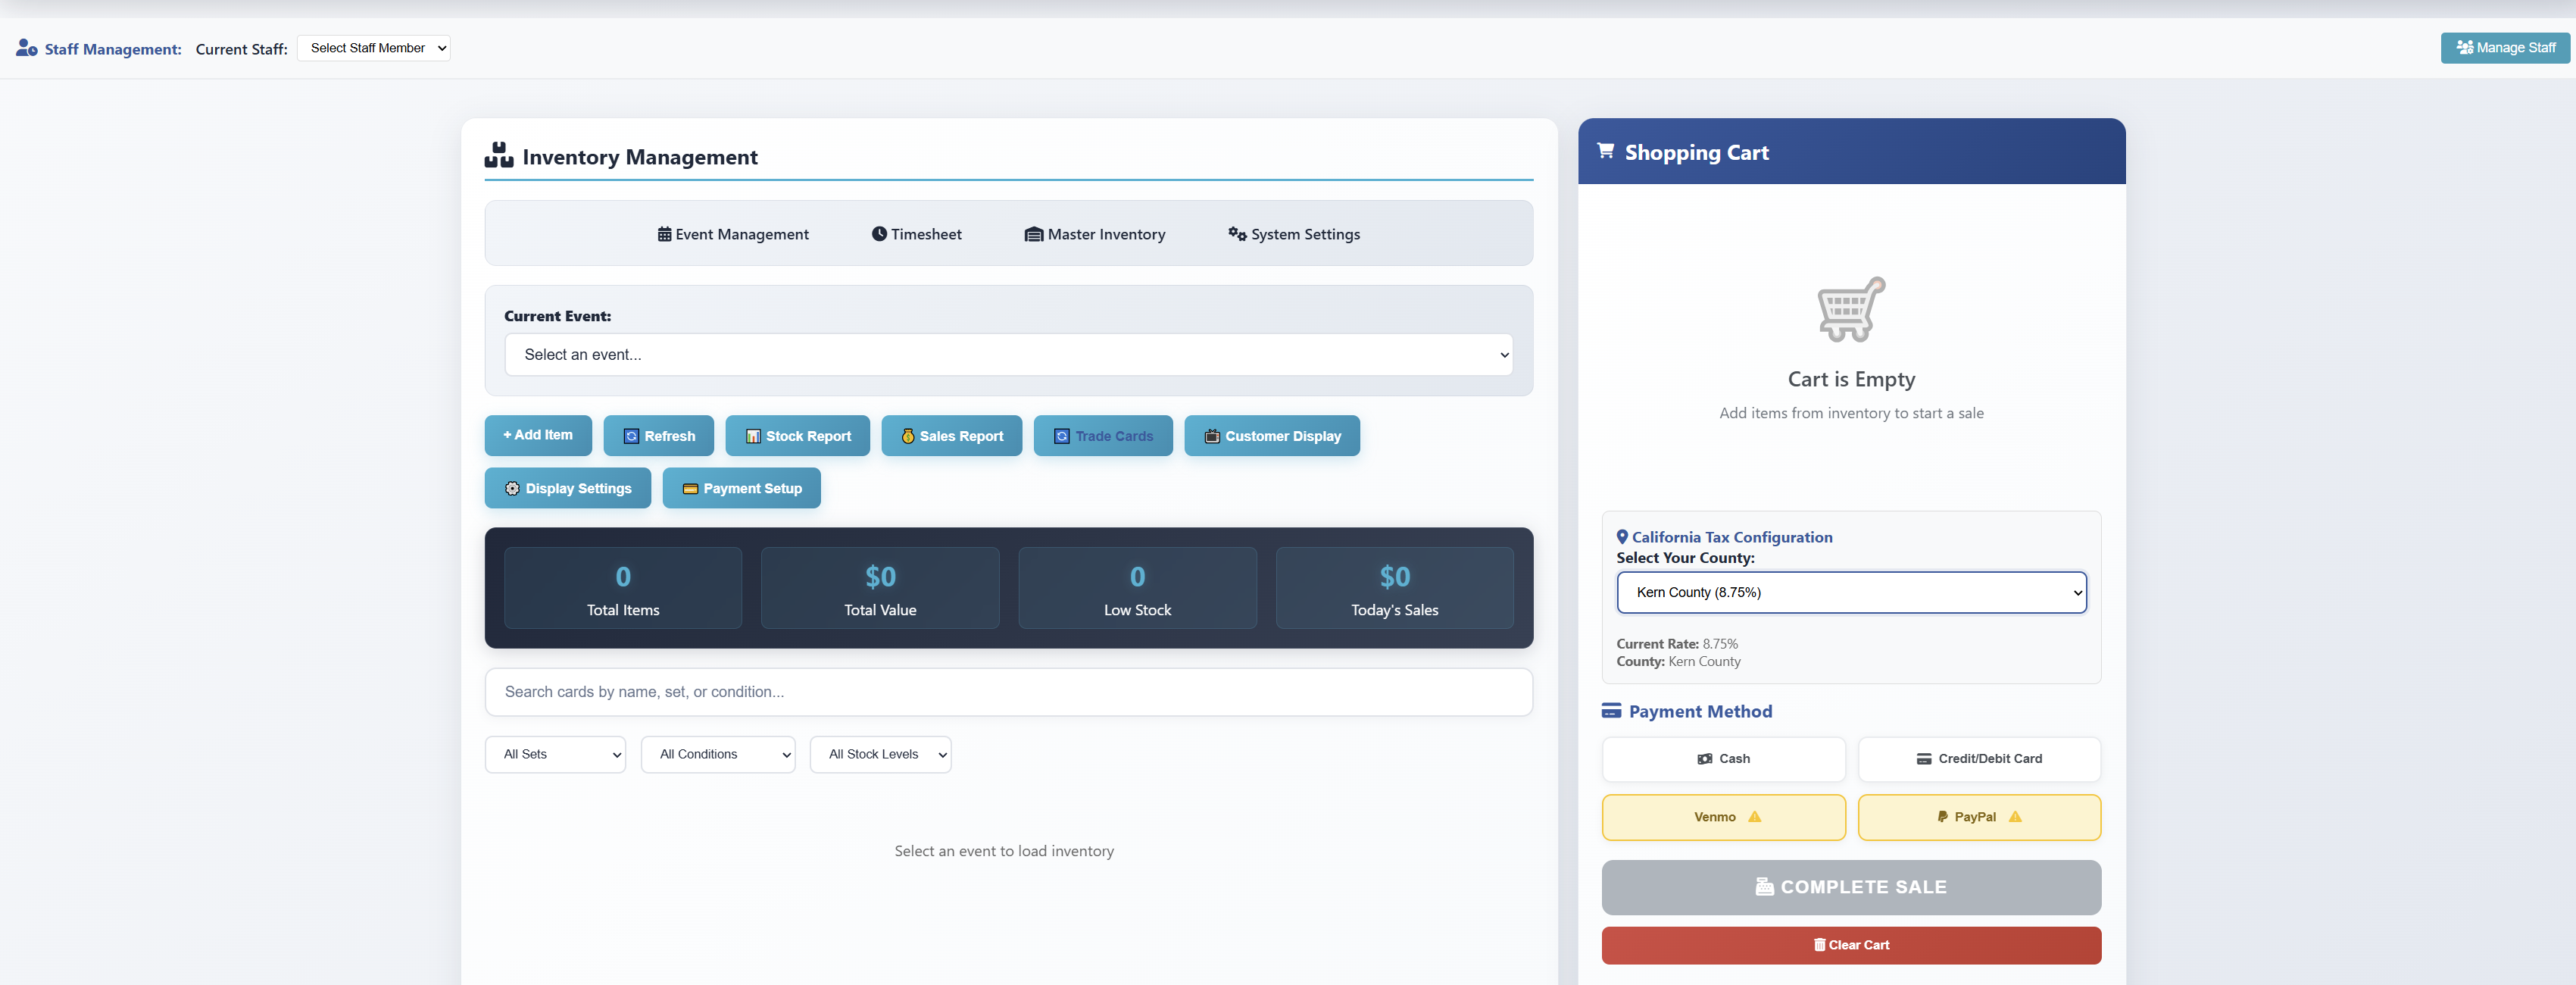 Staff Management: Current Staff: Select Staff Member
Manage Staff
Inventory Management
Event Management Timesheet Master Inventory System Settings
Current Event:
Select an event...
+ Add Item Refresh Stock Report Sales Report Trade Cards Customer Display
Display Settings Payment Setup
0 $0 0 $0
Total Items Total Value Low Stock Today's Sales
Search cards by name, set, or condition...
All Sets All Conditions All Stock Levels
Select an event to load inventory
Shopping Cart
Cart is Empty
Add items from inventory to start a sale
California Tax Configuration
Select Your County:
Kern County (8.75%)
Current Rate: 8.75%
County: Kern County
Payment Method
Cash Credit/Debit Card
Venmo PayPal
COMPLETE SALE
Clear Cart